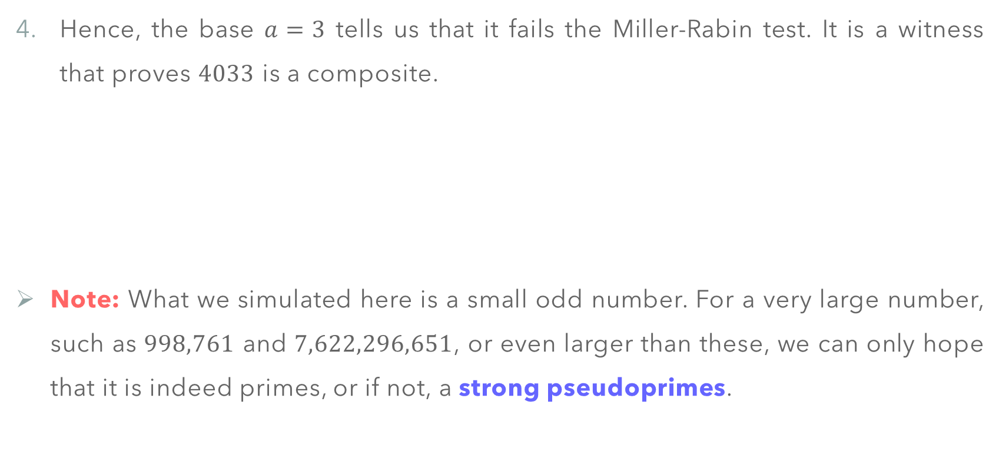 4. Hence, the base a = 3 tells us that it fails the Miller-Rabin test. It is a witness
that proves 4033 is a composite.
➢ Note: What we simulated here is a small odd number. For a very large number,
such as 998,761 and 7,622,296,651, or even larger than these, we can only hope
that it is indeed primes, or if not, a strong pseudoprimes.